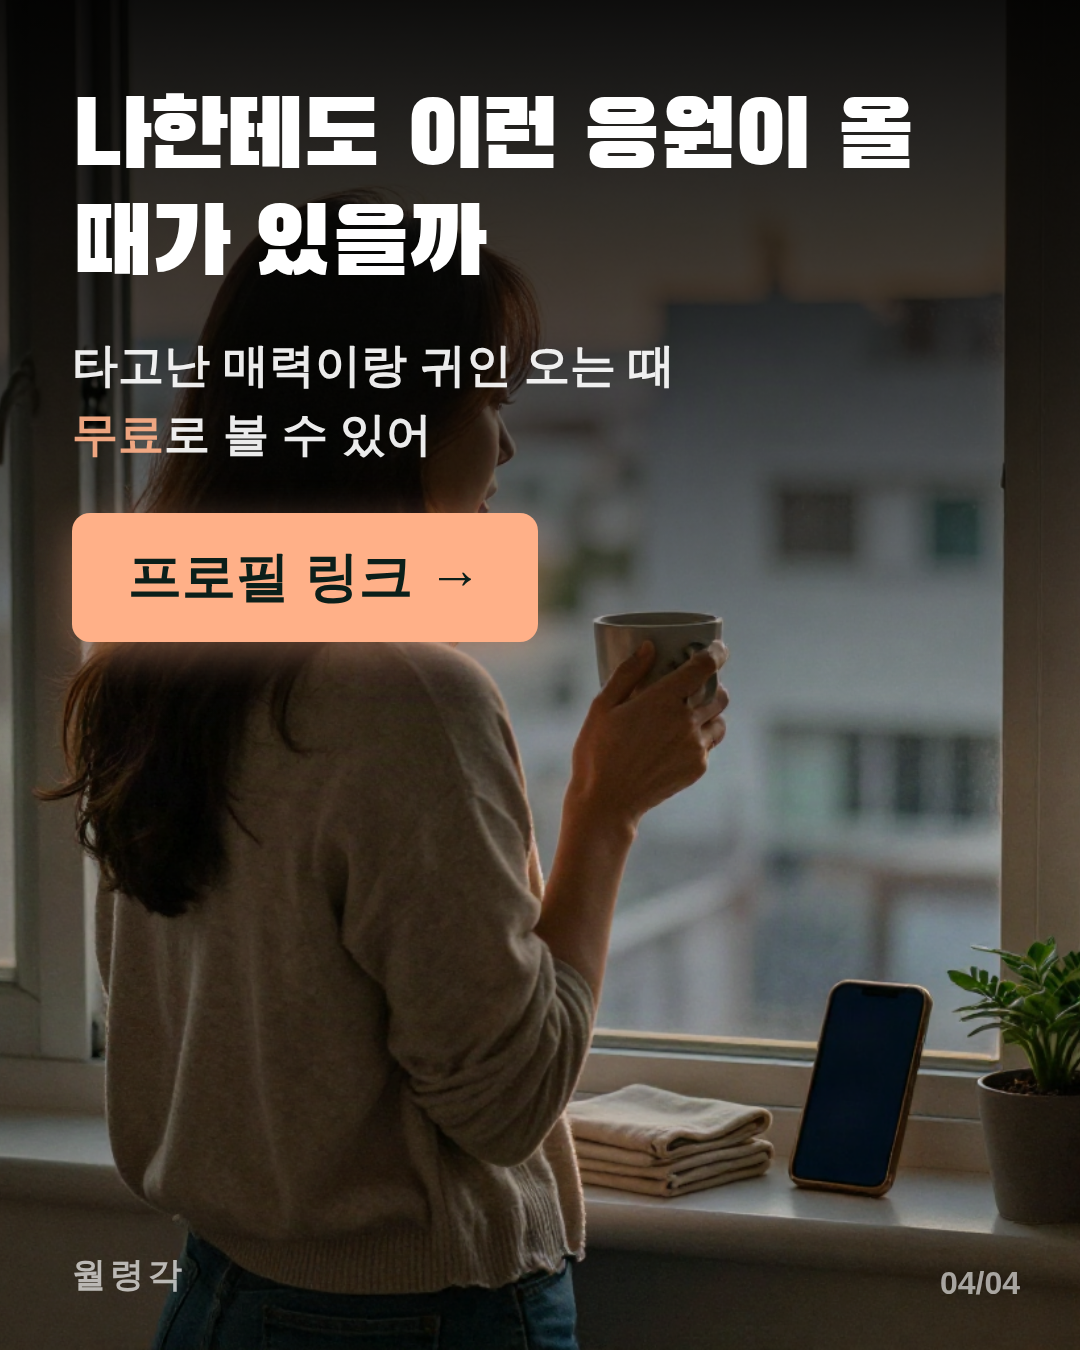 나한테도 이런 응원이 올
때가 있을까
타고난 매력이랑 귀인 오는 때
무료로 볼 수 있어
프로필 링크 →
월령각
04/04